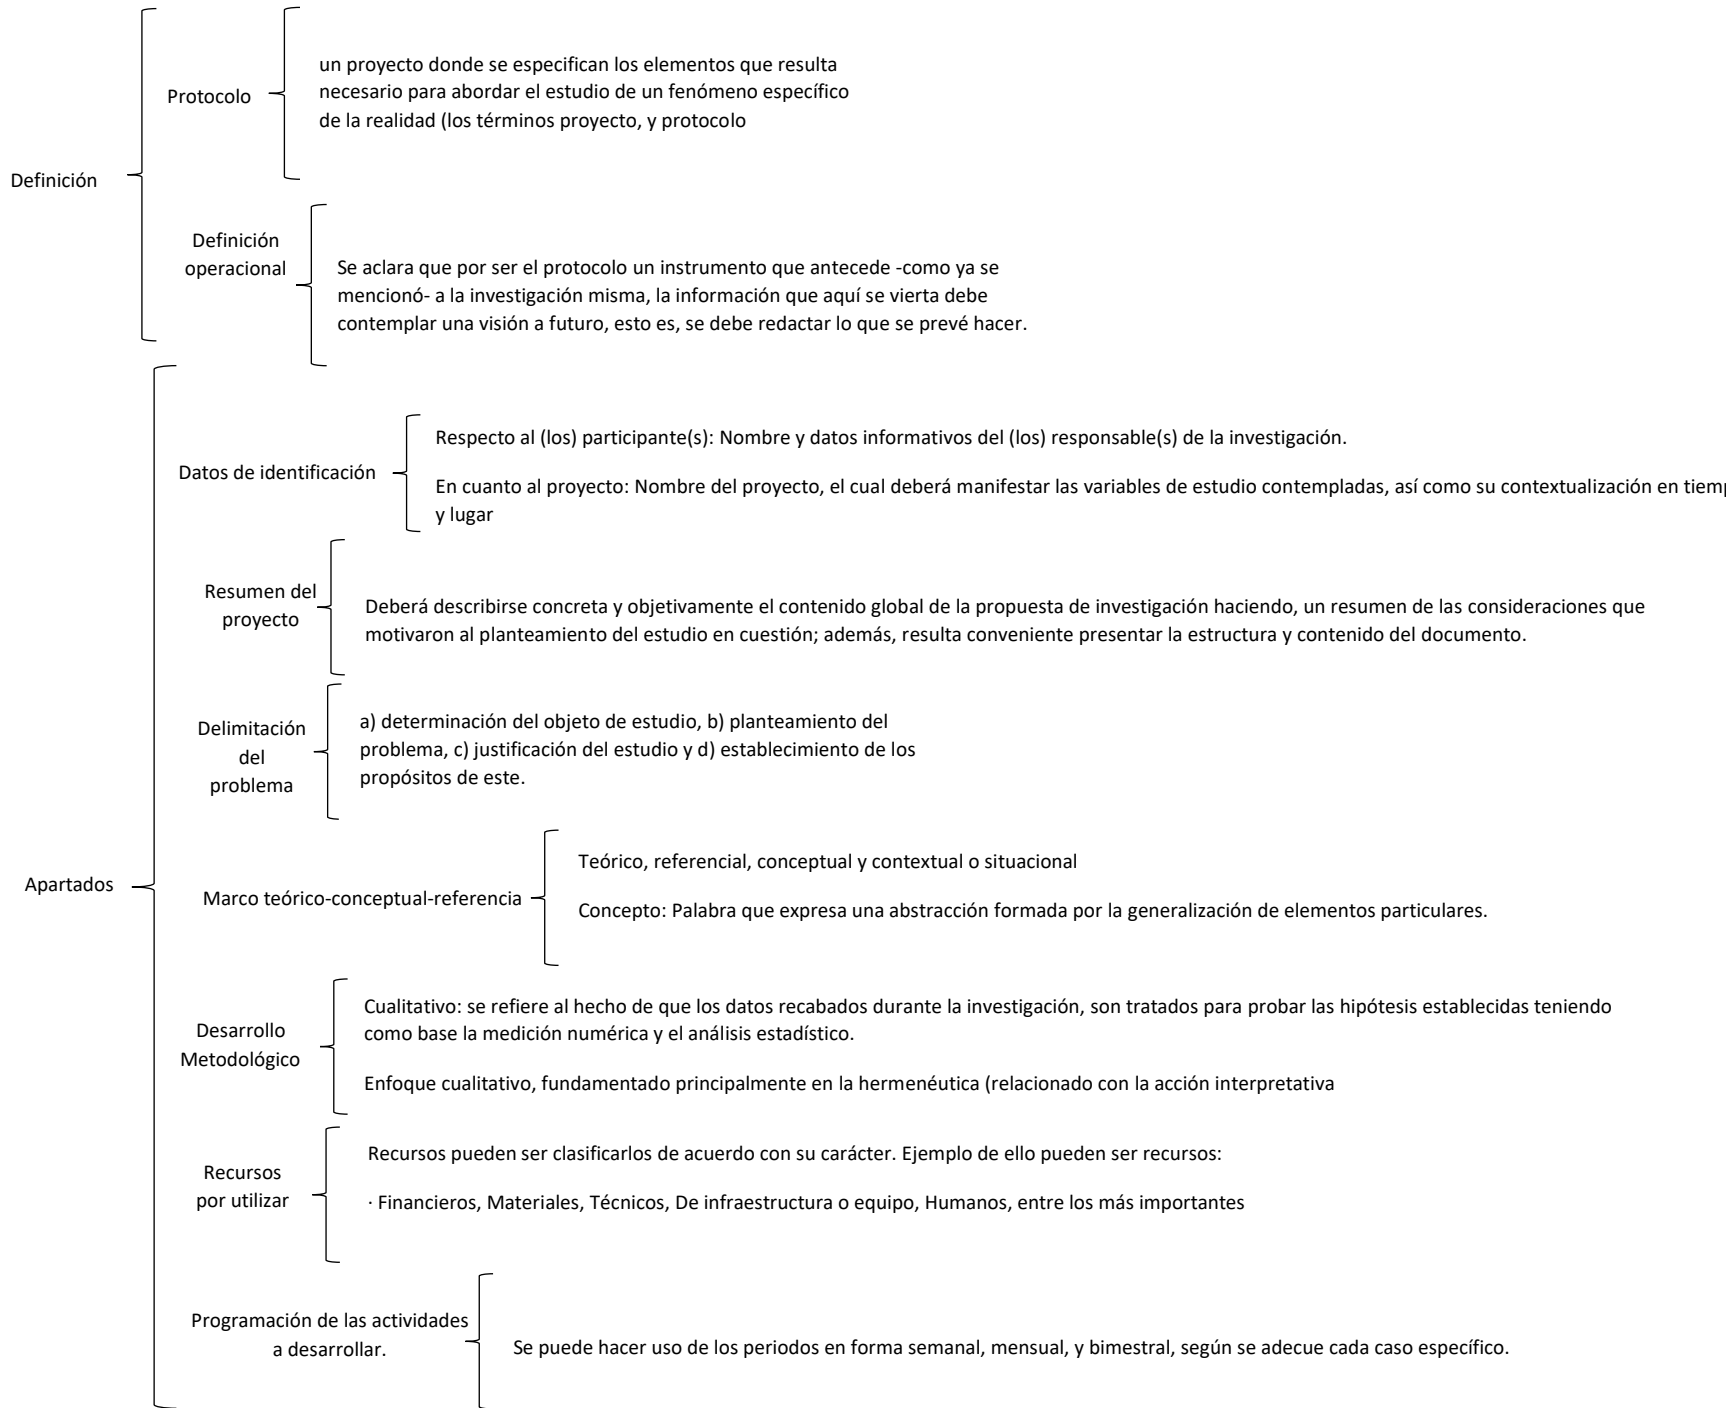 Definición
Protocolo
un proyecto donde se especifican los elementos que resulta
necesario para abordar el estudio de un fenómeno específico
de la realidad (los términos proyecto, y protocolo
Definición
operacional
Se aclara que por ser el protocolo un instrumento que antecede -como ya se
mencionó- a la investigación misma, la información que aquí se vierta debe
contemplar una visión a futuro, esto es, se debe redactar lo que se prevé hacer.
Apartados
Datos de identificación
Respecto al (los) participante(s): Nombre y datos informativos del (los) responsable(s) de la investigación.
En cuanto al proyecto: Nombre del proyecto, el cual deberá manifestar las variables de estudio contempladas, así como su contextualización en tiemp
y lugar
Resumen del
proyecto
Deberá describirse concreta y objetivamente el contenido global de la propuesta de investigación haciendo, un resumen de las consideraciones que
motivaron al planteamiento del estudio en cuestión; además, resulta conveniente presentar la estructura y contenido del documento.
Delimitación
del
problema
a) determinación del objeto de estudio, b) planteamiento del
problema, c) justificación del estudio y d) establecimiento de los
propósitos de este.
Marco teórico-conceptual-referencia
Teórico, referencial, conceptual y contextual o situacional
Concepto: Palabra que expresa una abstracción formada por la generalización de elementos particulares.
Desarrollo
Metodológico
Cualitativo: se refiere al hecho de que los datos recabados durante la investigación, son tratados para probar las hipótesis establecidas teniendo
como base la medición numérica y el análisis estadístico.
Enfoque cualitativo, fundamentado principalmente en la hermenéutica (relacionado con la acción interpretativa
Recursos
por utilizar
Recursos pueden ser clasificarlos de acuerdo con su carácter. Ejemplo de ello pueden ser recursos:
· Financieros, Materiales, Técnicos, De infraestructura o equipo, Humanos, entre los más importantes
Programación de las actividades
a desarrollar.
Se puede hacer uso de los periodos en forma semanal, mensual, y bimestral, según se adecue cada caso específico.